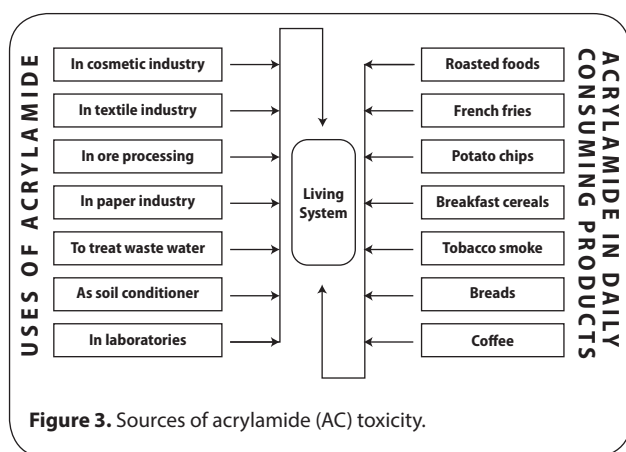 USES OF ACRYLAMIDE
In cosmetic industry
In textile industry
In ore processing
In paper industry
To treat waste water
As soil conditioner
In laboratories
Living
System
Roasted foods
French fries
Potato chips
Breakfast cereals
Tobacco smoke
Breads
Coffee
ACRYLAMIDE IN DAILY
CONSUMING PRODUCTS
Figure 3. Sources of acrylamide (AC) toxicity.